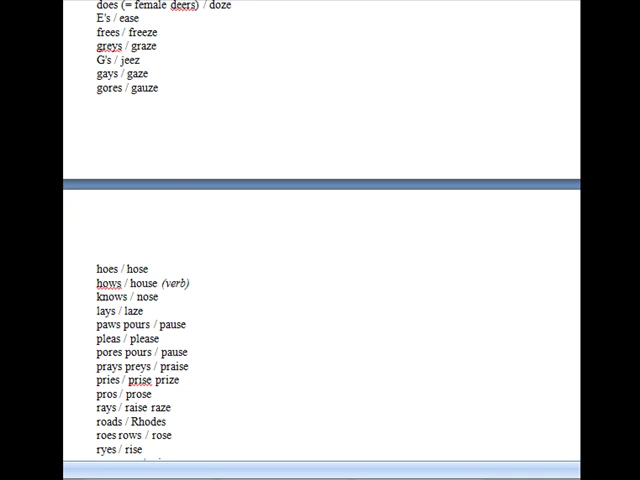 does (= female deers) / doze
E's / ease
frees / freeze
greys / graze
G's / jeez
gays / gaze
gores / gauze
hoes / hose
hows / house (verb)
knows / nose
lays / laze
paws pours / pause
pleas / please
pores pours / pause
prays preys / praise
pries / prise prize
pros / prose
rays / raise raze
roads / Rhodes
roes rows / rose
ryes / rise